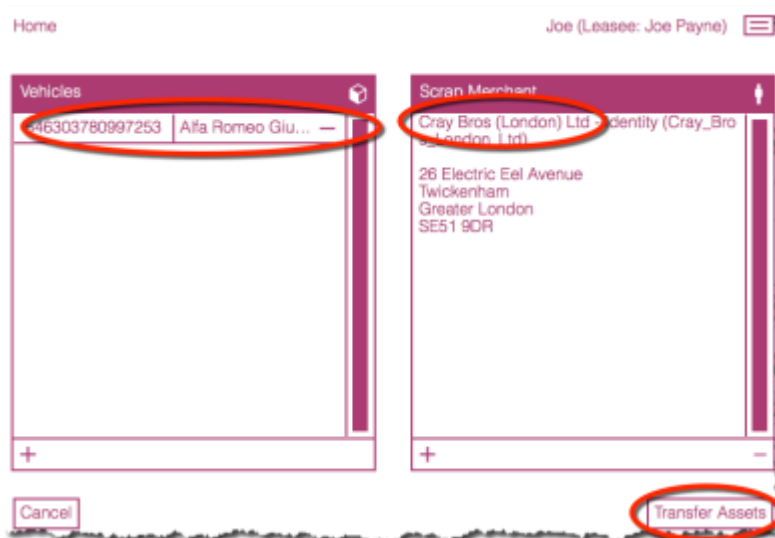 Home
Joe (Leasee: Joe Payne)
Vehicles
46303780997253
Alfa Romeo Giu...
+
Scran Merchant
Cray Bros (London) Ltd - Identity (Cray_Bro
s_London_Ltd)
26 Electric Eel Avenue
Twickenham
Greater London
SE51 9DR
+
Cancel
Transfer Assets